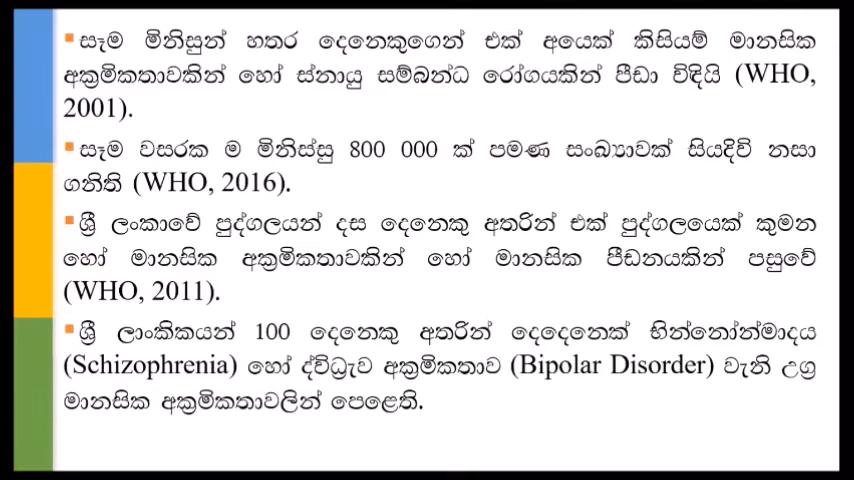 සෑම මිනිසුන් හතර දෙනෙකුගෙන් එක් අයෙක් කිසියම් මානසික
අක්‍රමිකතාවකින් හෝ ස්නායු සම්බන්ධ රෝගයකින් පීඩා විඳියි (WHO,
2001).
සෑම වසරක ම මිනිස්සු 800 000 ක් පමණ සංඛ්‍යාවක් සියදිවි නසා
ගනිති (WHO, 2016).
ශ්‍රී ලංකාවේ පුද්ගලයන් දස දෙනෙකු අතරින් එක් පුද්ගලයෙක් කුමන
හෝ මානසික අක්‍රමිකතාවකින් හෝ මානසික පීඩනයකින් පසුවේ
(WHO, 2011).
ශ්‍රී ලාංකිකයන් 100 දෙනෙකු අතරින් දෙදෙනෙක් භින්නෝන්මාදය
(Schizophrenia) හෝ ද්විධ්‍රැව අක්‍රමිකතාව (Bipolar Disorder) වැනි උග්‍ර
මානසික අක්‍රමිකතාවලින් පෙළෙති.